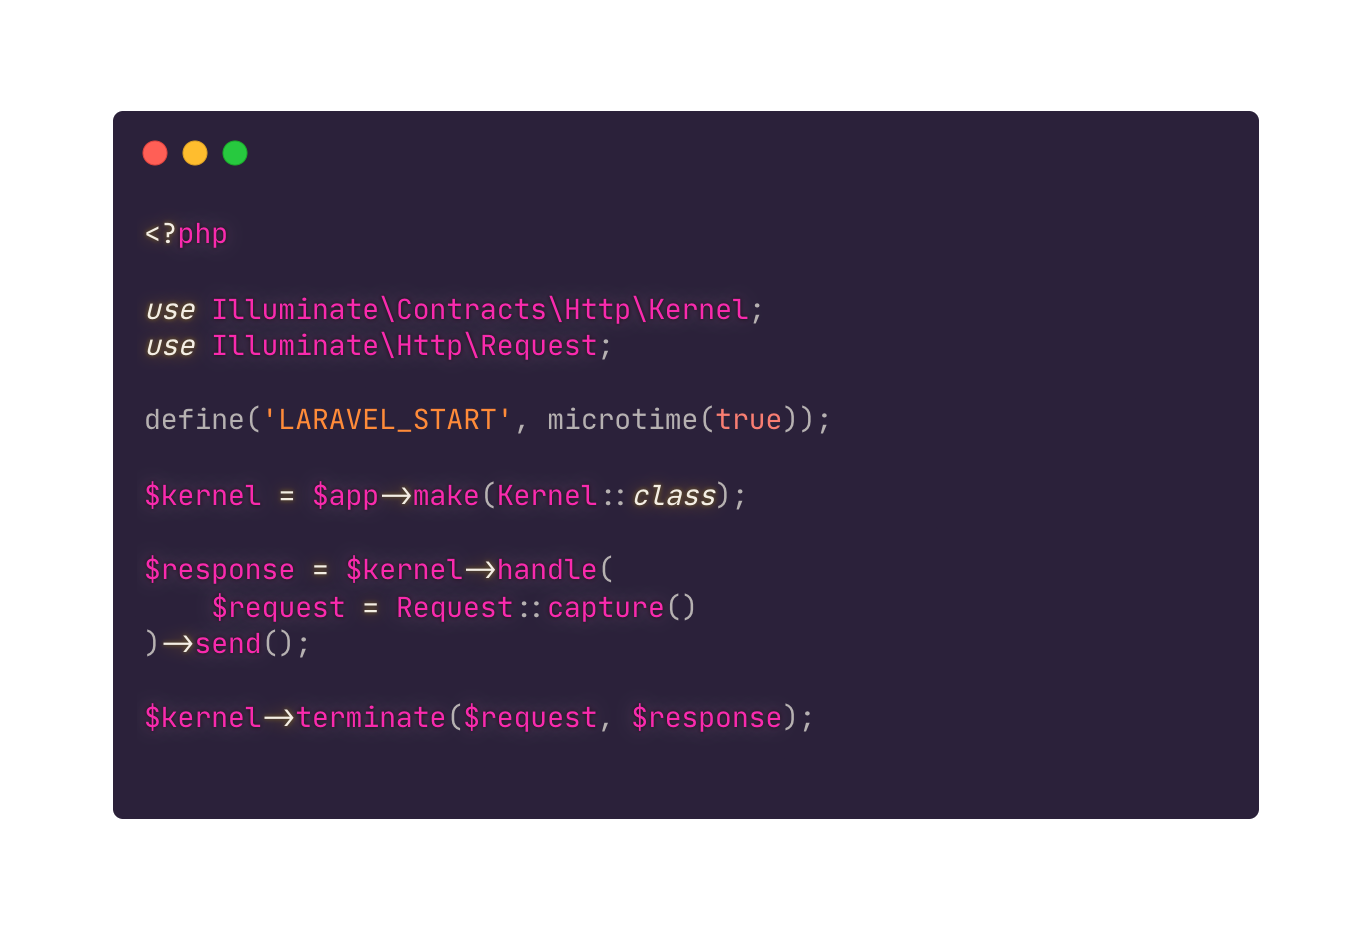 <?php
use Illuminate\Contracts\Http\Kernel;
use Illuminate\Http\Request;
define('LARAVEL_START', microtime(true));
$kernel = $app->make(Kernel::class);
$response = $kernel->handle(
    $request = Request::capture()
)->send();
$kernel->terminate($request, $response);